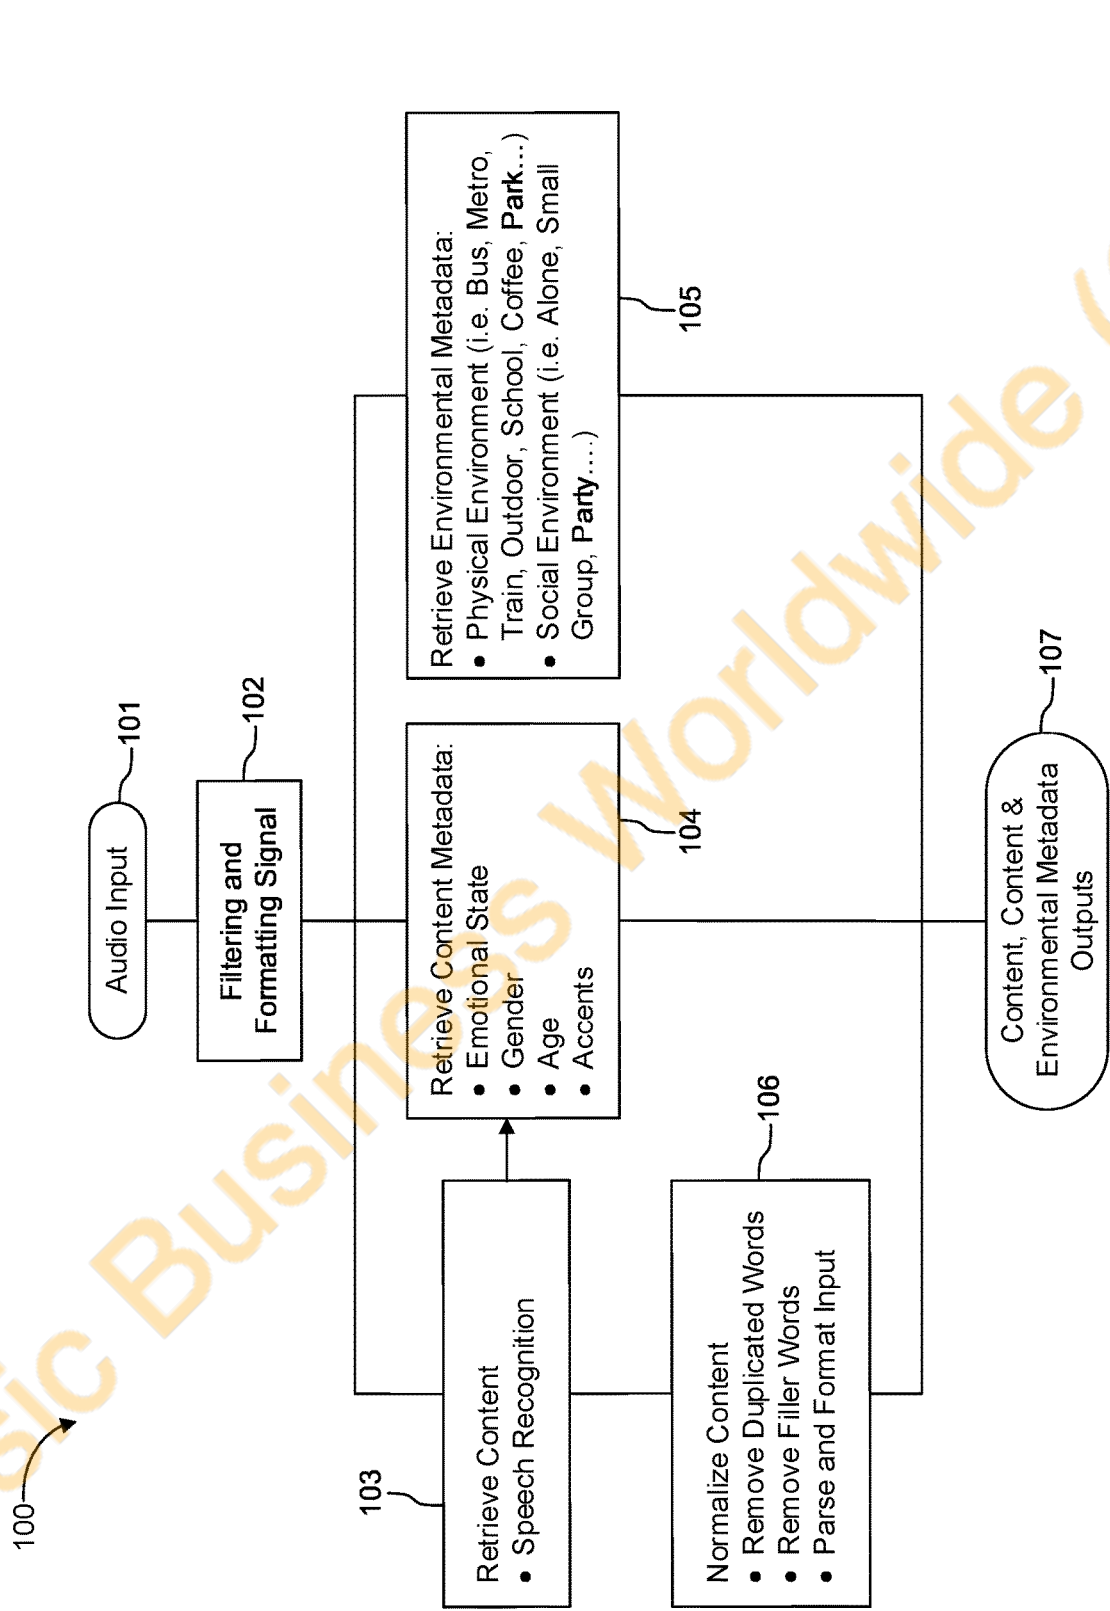 100
Audio Input
101
Filtering and
Formatting Signal
102
103
Retrieve Content
• Speech Recognition
Retrieve Content Metadata:
• Emotional State
• Gender
• Age
• Accents
104
Retrieve Environmental Metadata:
• Physical Environment (i.e. Bus, Metro,
Train, Outdoor, School, Coffee, Park...)
• Social Environment (i.e. Alone, Small
Group, Party....)
105
Normalize Content
• Remove Duplicated Words
• Remove Filler Words
• Parse and Format Input
106
Content, Content &
Environmental Metadata
Outputs
107
sic Business Worldwide